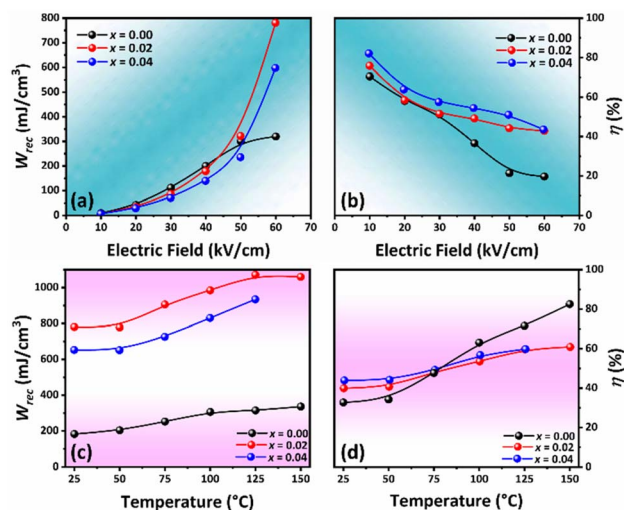 800
700
600
500
400
300
200
100
0
W_rec (mJ/cm³)
x = 0.00
x = 0.02
x = 0.04
(a)
0 10 20 30 40 50 60 70
Electric Field (kV/cm)
x = 0.00
x = 0.02
x = 0.04
(b)
100
80
60
40
20
0
η (%)
0 10 20 30 40 50 60 70
Electric Field (kV/cm)
1000
800
600
400
200
0
W_rec (mJ/cm³)
x = 0.00
x = 0.02
x = 0.04
(c)
25 50 75 100 125 150
Temperature (°C)
x = 0.00
x = 0.02
x = 0.04
(d)
100
80
60
40
20
0
η (%)
25 50 75 100 125 150
Temperature (°C)